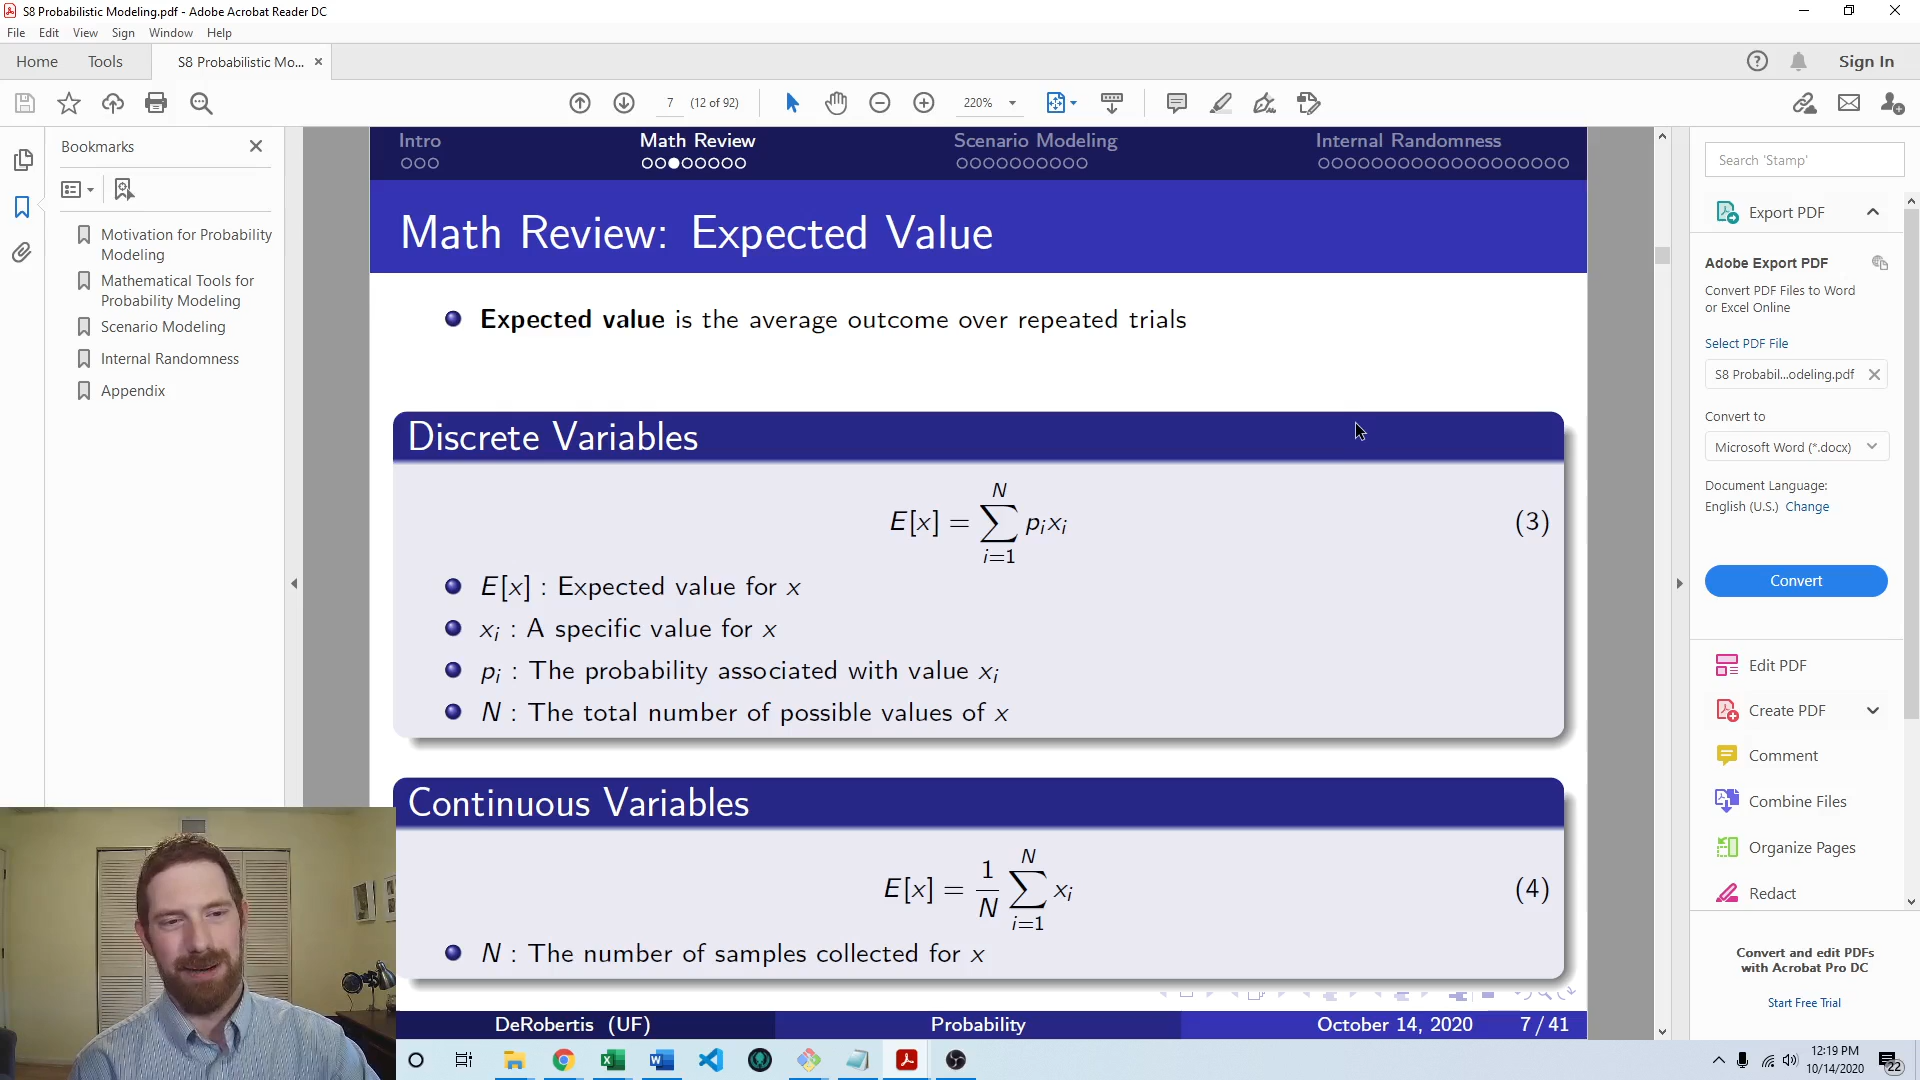 S8 Probabilistic Modeling.pdf - Adobe Acrobat Reader DC
File Edit View Sign Window Help
Home Tools S8 Probabilistic Mo... × Sign In
7 (12 of 92) 220%
Bookmarks
Motivation for Probability
Modeling
Mathematical Tools for
Probability Modeling
Scenario Modeling
Internal Randomness
Appendix
Intro Math Review Scenario Modeling Internal Randomness
Math Review: Expected Value
Expected value is the average outcome over repeated trials
Discrete Variables
E[x] = ∑_{i=1}^{N} p_i x_i (3)
E[x] : Expected value for x
x_i : A specific value for x
p_i : The probability associated with value x_i
N : The total number of possible values of x
Continuous Variables
E[x] = \frac{1}{N} ∑_{i=1}^{N} x_i (4)
N : The number of samples collected for x
DeRobertis (UF) Probability October 14, 2020 7 / 41
Search 'Stamp'
Export PDF
Adobe Export PDF
Convert PDF Files to Word
or Excel Online
Select PDF File
S8 Probabil...odeling.pdf
Convert to
Microsoft Word (*.docx)
Document Language:
English (U.S.) Change
Convert
Edit PDF
Create PDF
Comment
Combine Files
Organize Pages
Redact
Convert and edit PDFs
with Acrobat Pro DC
Start Free Trial
12:19 PM
10/14/2020
22